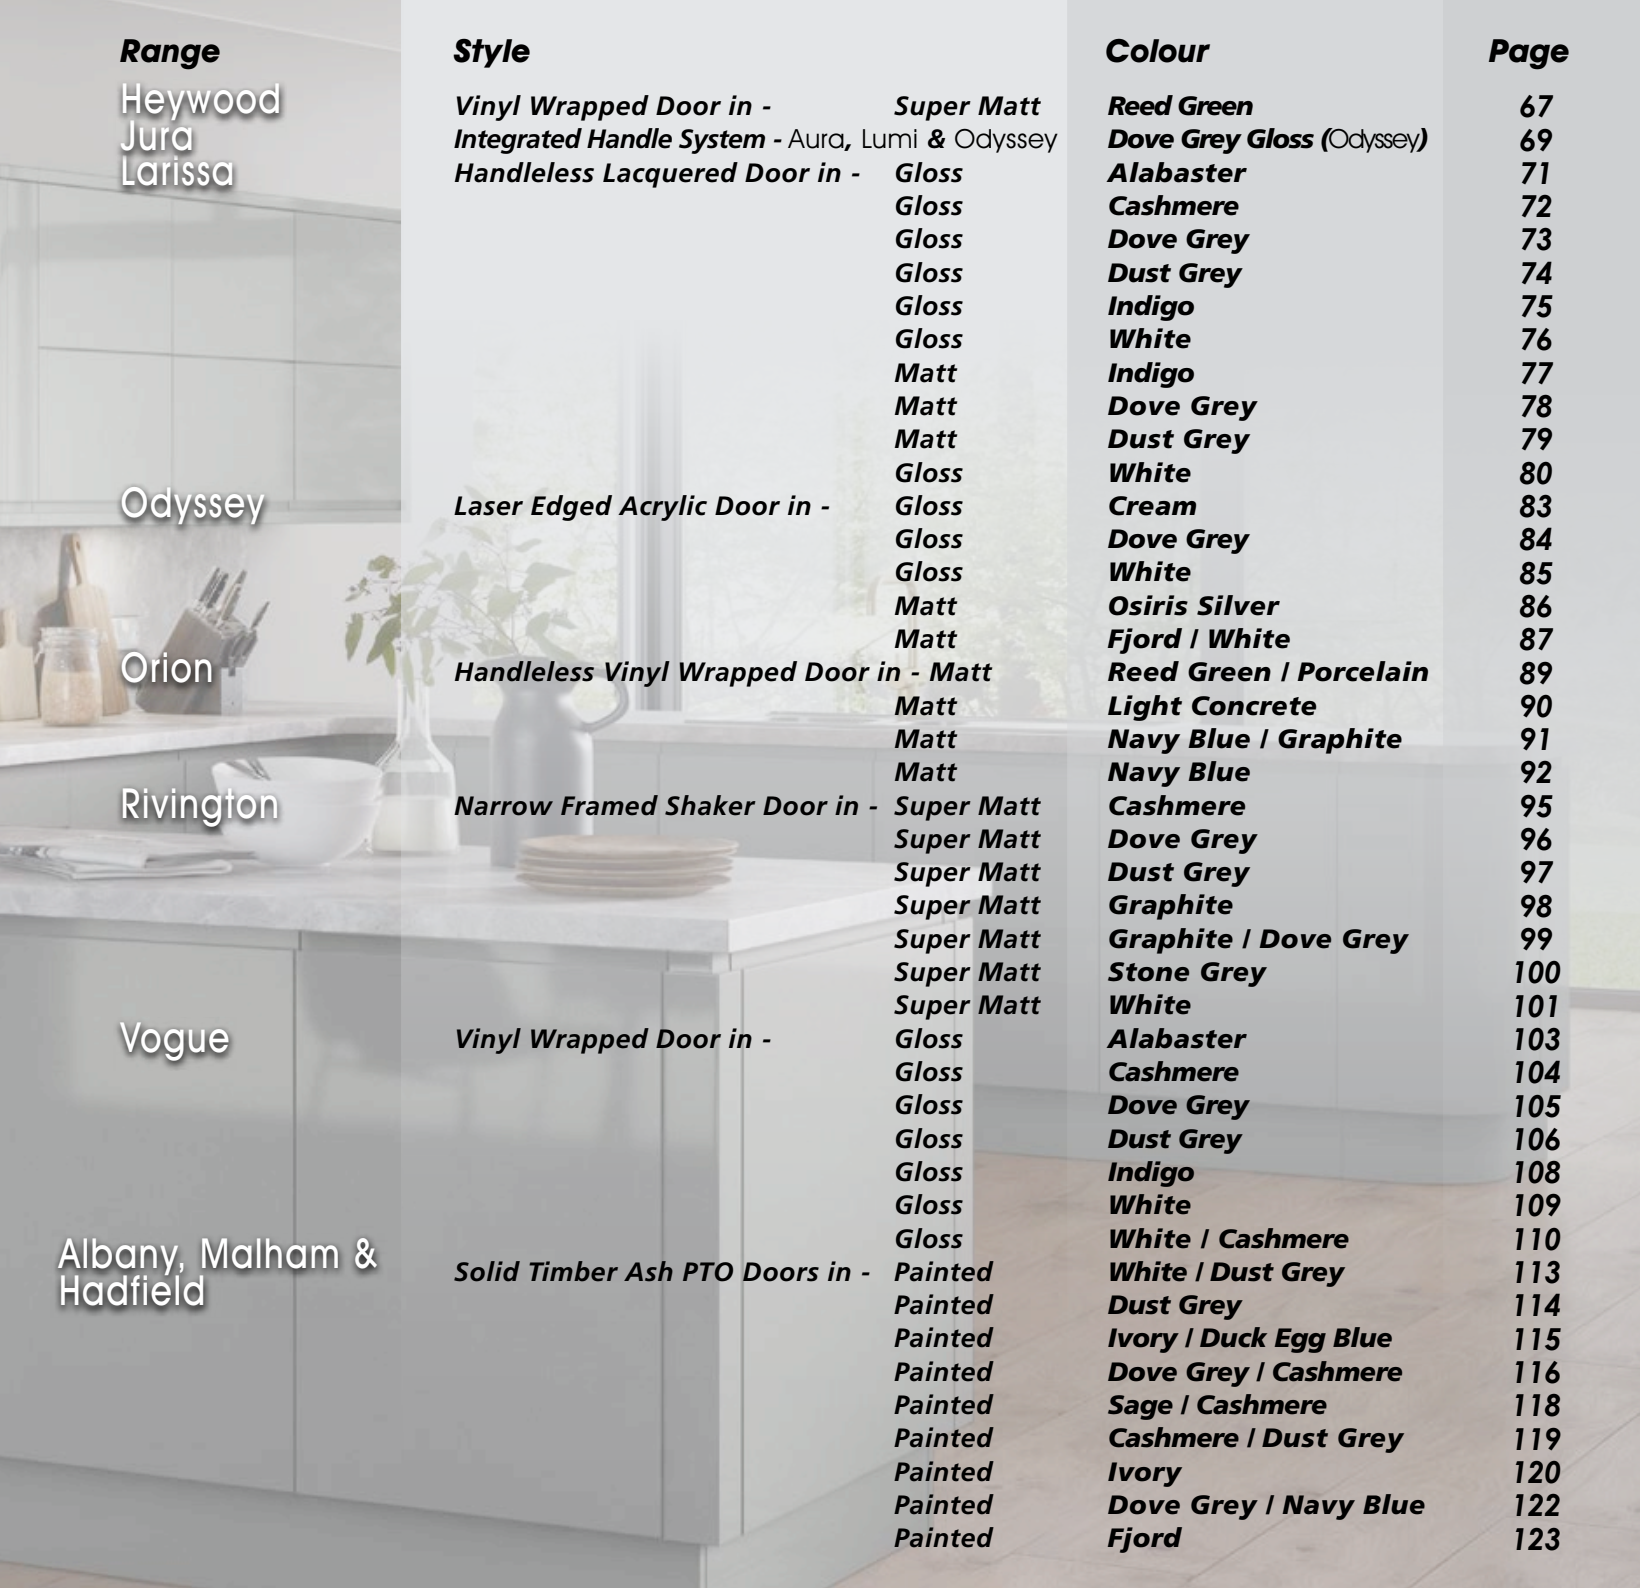 Range Style Colour Page
Heywood Vinyl Wrapped Door in - Super Matt Reed Green 67
Jura Integrated Handle System - Aura, Lumi & Odyssey Dove Grey Gloss (Odyssey) 69
Larissa Handleless Lacquered Door in - Gloss Alabaster 71
Gloss Cashmere 72
Gloss Dove Grey 73
Gloss Dust Grey 74
Gloss Indigo 75
Gloss White 76
Matt Indigo 77
Matt Dove Grey 78
Matt Dust Grey 79
Gloss White 80
Odyssey Laser Edged Acrylic Door in - Gloss Cream 83
Gloss Dove Grey 84
Gloss White 85
Matt Osiris Silver 86
Matt Fjord / White 87
Orion Handleless Vinyl Wrapped Door in - Matt Reed Green / Porcelain 89
Matt Light Concrete 90
Matt Navy Blue / Graphite 91
Matt Navy Blue 92
Rivington Narrow Framed Shaker Door in - Super Matt Cashmere 95
Super Matt Dove Grey 96
Super Matt Dust Grey 97
Super Matt Graphite 98
Super Matt Graphite / Dove Grey 99
Super Matt Stone Grey 100
Super Matt White 101
Vogue Vinyl Wrapped Door in - Gloss Alabaster 103
Gloss Cashmere 104
Gloss Dove Grey 105
Gloss Dust Grey 106
Gloss Indigo 108
Gloss White 109
Gloss White / Cashmere 110
Albany, Malham &
Hadfield Solid Timber Ash PTO Doors in - Painted White / Dust Grey 113
Painted Dust Grey 114
Painted Ivory / Duck Egg Blue 115
Painted Dove Grey / Cashmere 116
Painted Sage / Cashmere 118
Painted Cashmere / Dust Grey 119
Painted Ivory 120
Painted Dove Grey / Navy Blue 122
Painted Fjord 123